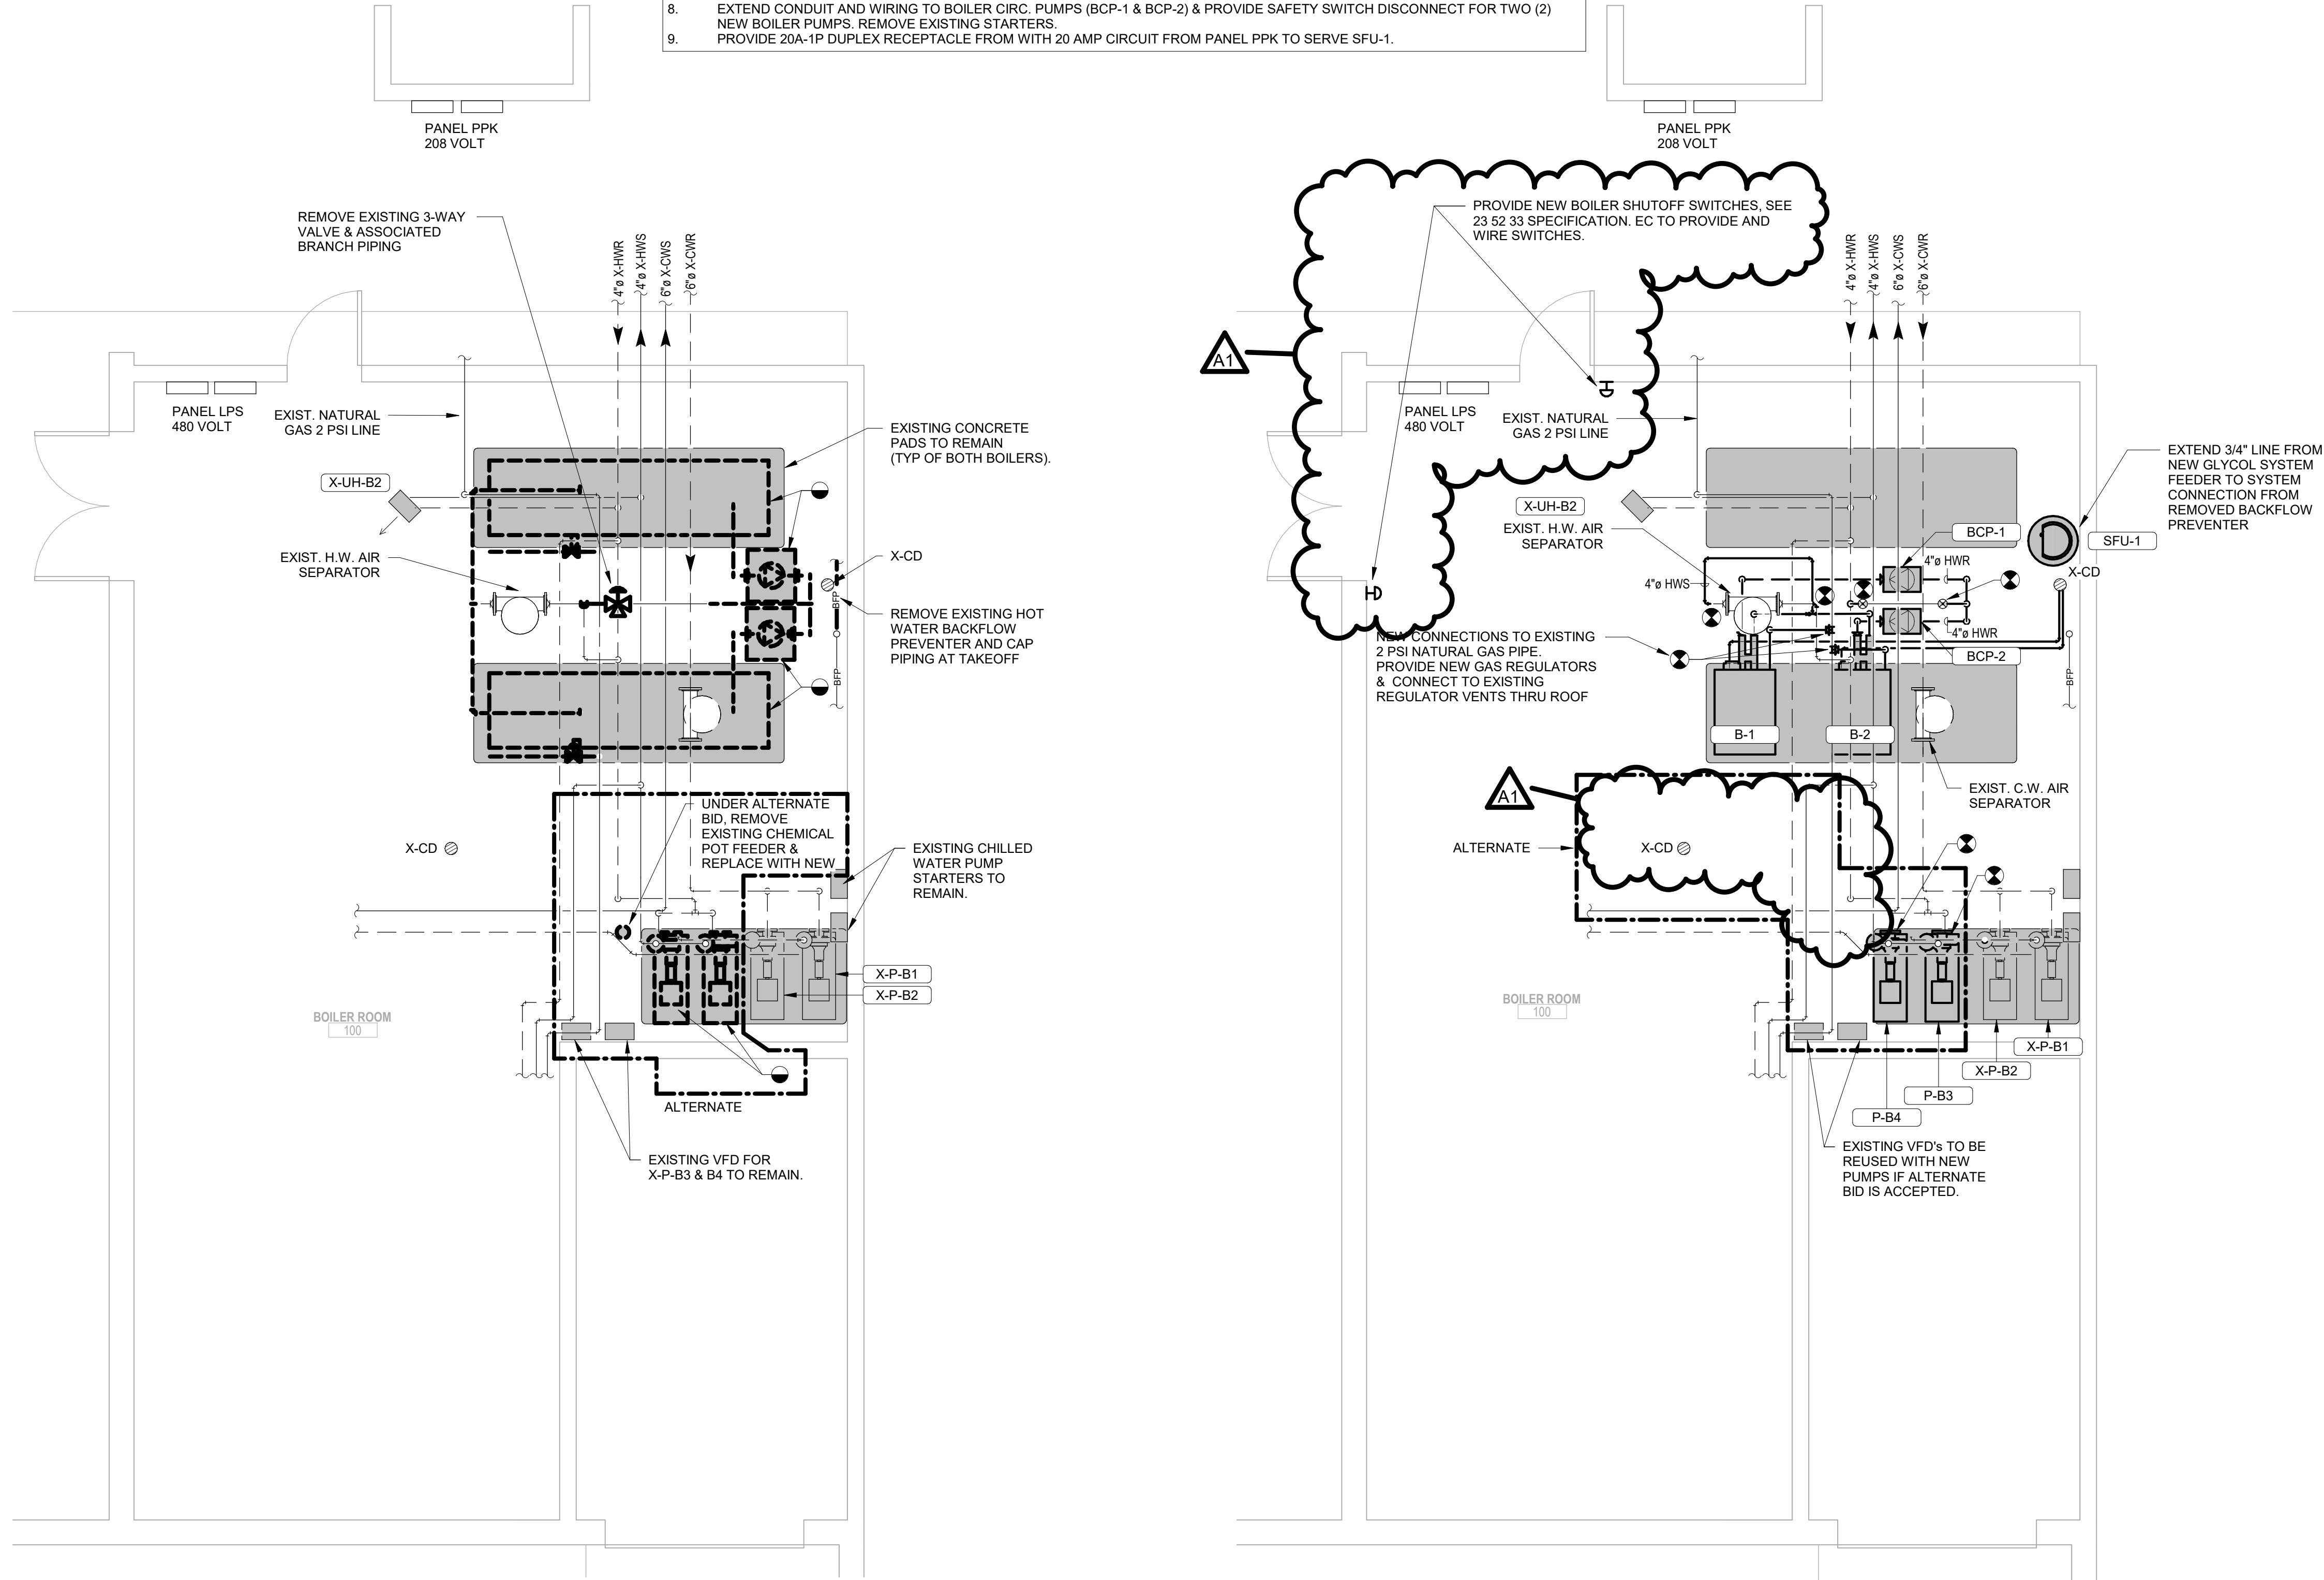 8. EXTEND CONDUIT AND WIRING TO BOILER CIRC. PUMPS (BCP-1 & BCP-2) & PROVIDE SAFETY SWITCH DISCONNECT FOR TWO (2)
NEW BOILER PUMPS. REMOVE EXISTING STARTERS.
9. PROVIDE 20A-1P DUPLEX RECEPTACLE FROM WITH 20 AMP CIRCUIT FROM PANEL PPK TO SERVE SFU-1.
PANEL PPK
208 VOLT
REMOVE EXISTING 3-WAY
VALVE & ASSOCIATED
BRANCH PIPING
4"ø X-HWR
4"ø X-HWS
6"ø X-CWS
6"ø X-CWR
PANEL LPS
480 VOLT
EXIST. NATURAL
GAS 2 PSI LINE
EXISTING CONCRETE
PADS TO REMAIN
(TYP OF BOTH BOILERS).
X-UH-B2
EXIST. H.W. AIR
SEPARATOR
X-CD
BFP
REMOVE EXISTING HOT
WATER BACKFLOW
PREVENTER AND CAP
PIPING AT TAKEOFF
BFP
UNDER ALTERNATE
BID, REMOVE
EXISTING CHEMICAL
POT FEEDER &
REPLACE WITH NEW
X-CD
EXISTING CHILLED
WATER PUMP
STARTERS TO
REMAIN.
X-P-B1
X-P-B2
BOILER ROOM
100
ALTERNATE
EXISTING VFD FOR
X-P-B3 & B4 TO REMAIN.
PANEL PPK
208 VOLT
PROVIDE NEW BOILER SHUTOFF SWITCHES, SEE
23 52 33 SPECIFICATION. EC TO PROVIDE AND
WIRE SWITCHES.
4"ø X-HWR
4"ø X-HWS
6"ø X-CWS
6"ø X-CWR
A1
PANEL LPS
480 VOLT
EXIST. NATURAL
GAS 2 PSI LINE
EXTEND 3/4" LINE FROM
NEW GLYCOL SYSTEM
FEEDER TO SYSTEM
CONNECTION FROM
REMOVED BACKFLOW
PREVENTER
X-UH-B2
EXIST. H.W. AIR
SEPARATOR
BCP-1
SFU-1
4"ø HWR
X-CD
4"ø HWS
4"ø HWR
BCP-2
NEW CONNECTIONS TO EXISTING
2 PSI NATURAL GAS PIPE.
PROVIDE NEW GAS REGULATORS
& CONNECT TO EXISTING
REGULATOR VENTS THRU ROOF
BFP
B-1
B-2
A1
EXIST. C.W. AIR
SEPARATOR
ALTERNATE
X-CD
BOILER ROOM
100
X-P-B1
X-P-B2
P-B3
P-B4
EXISTING VFD's TO BE
REUSED WITH NEW
PUMPS IF ALTERNATE
BID IS ACCEPTED.